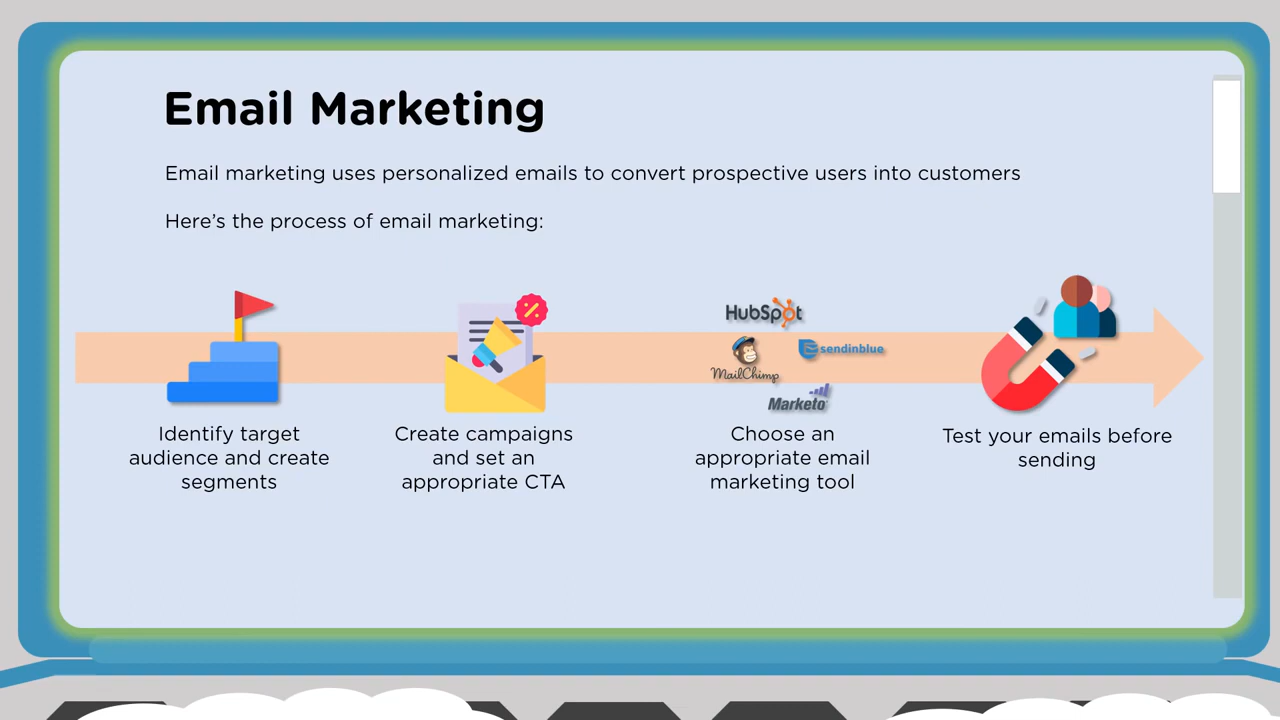 Email Marketing
Email marketing uses personalized emails to convert prospective users into customers
Here’s the process of email marketing:
HubSpot
sendinblue
MailChimp
Marketo
Identify target
audience and create
segments
Create campaigns
and set an
appropriate CTA
Choose an
appropriate email
marketing tool
Test your emails before
sending